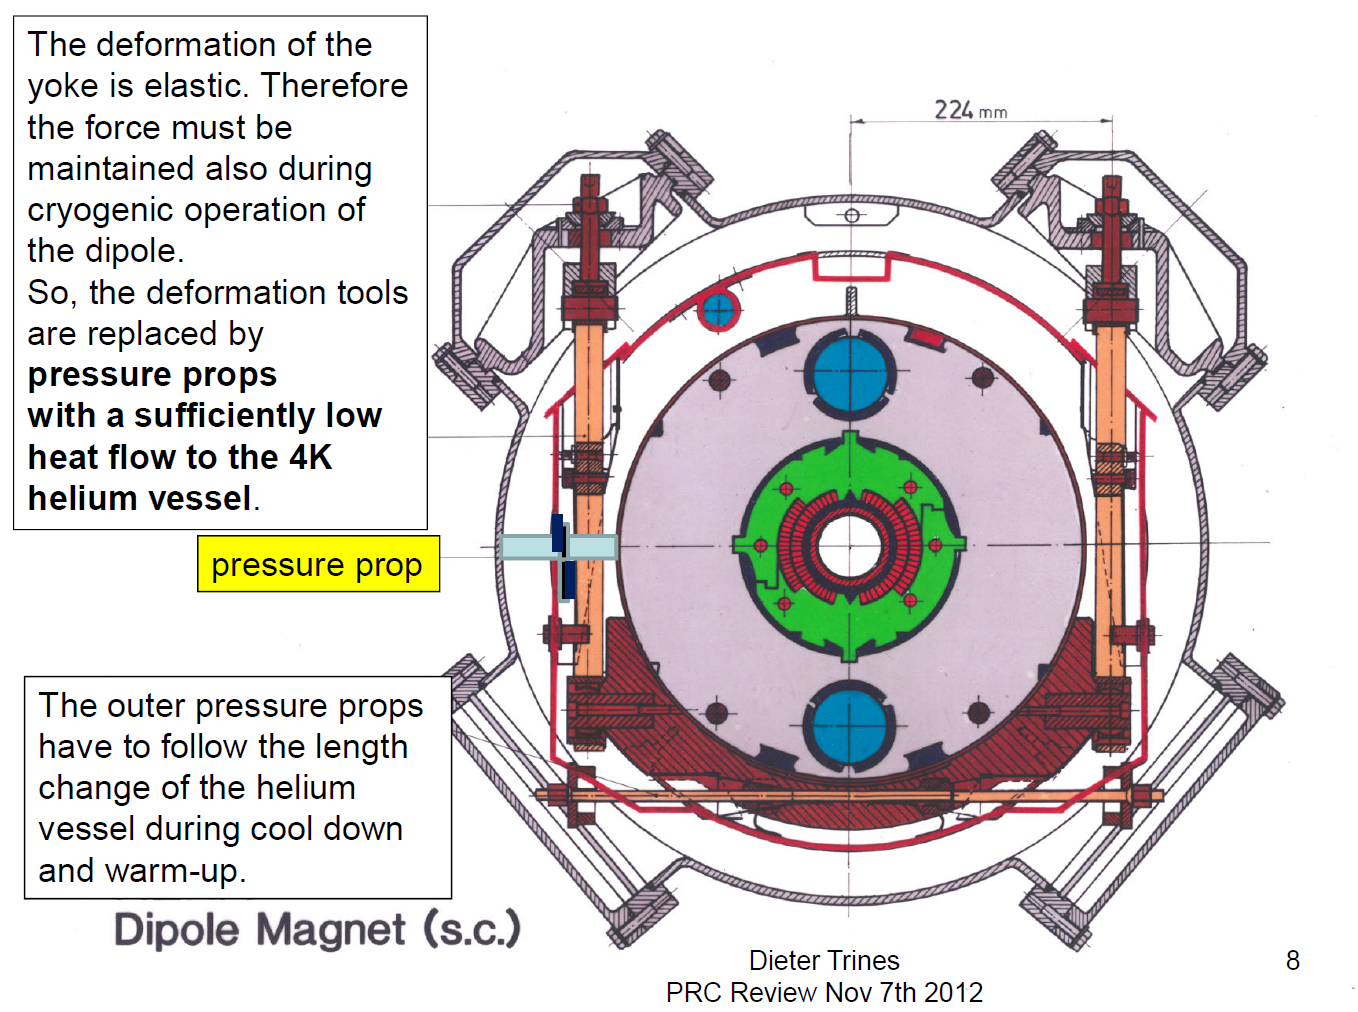 The deformation of the
yoke is elastic. Therefore
the force must be
maintained also during
cryogenic operation of
the dipole.
So, the deformation tools
are replaced by
pressure props
with a sufficiently low
heat flow to the 4K
helium vessel.
224 mm
pressure prop
The outer pressure props
have to follow the length
change of the helium
vessel during cool down
and warm-up.
Dipole Magnet (s.c.)
Dieter Trines
PRC Review Nov 7th 2012
8